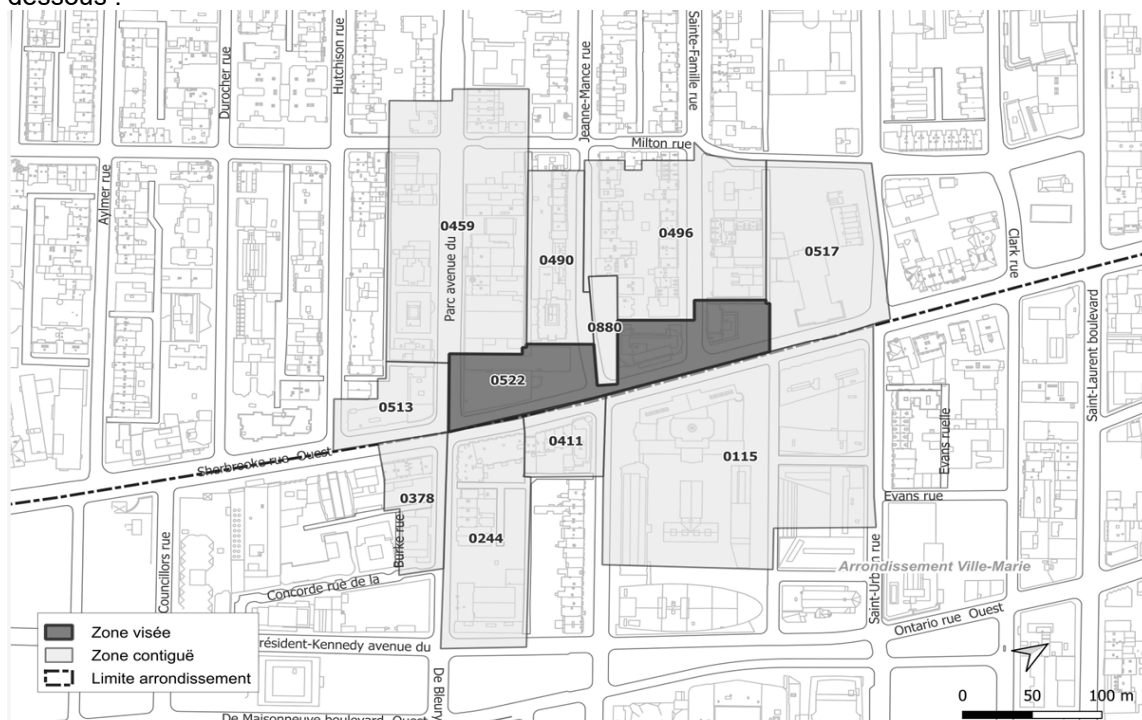 dessous :
Aylmer rue
Durocher rue
Hutchison rue
Jeanne-Mance rue
Sainte-Famille rue
Milton rue
Parc avenue du
0459
0490
0496
0517
0880
0522
0513
0411
0115
0378
0244
Clark rue
Saint-Laurent boulevard
Sherbrooke rue Ouest
Evans ruelle
Evans rue
Burke rue
Concorde rue de la
Councillors rue
Arrondissement Ville-Marie
Saint-Urbain rue
Ontario rue Ouest
résident-Kennedy avenue du
De Bleury
De Maisonneuve boulevard Ouest
Zone visée
Zone contiguë
Limite arrondissement
0 50 100 m